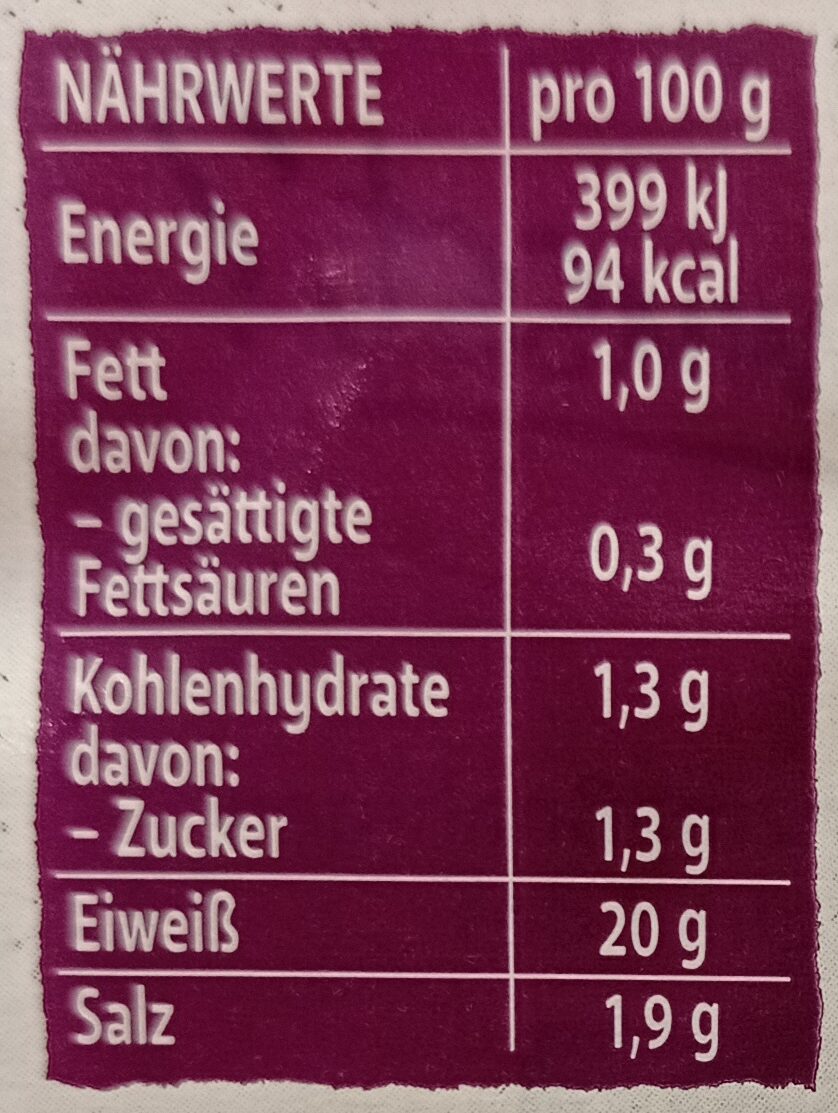 NÄHRWERTE pro 100 g
Energie 399 kJ
94 kcal
Fett 1,0 g
davon:
– gesättigte
Fettsäuren 0,3 g
Kohlenhydrate 1,3 g
davon:
– Zucker 1,3 g
Eiweiß 20 g
Salz 1,9 g